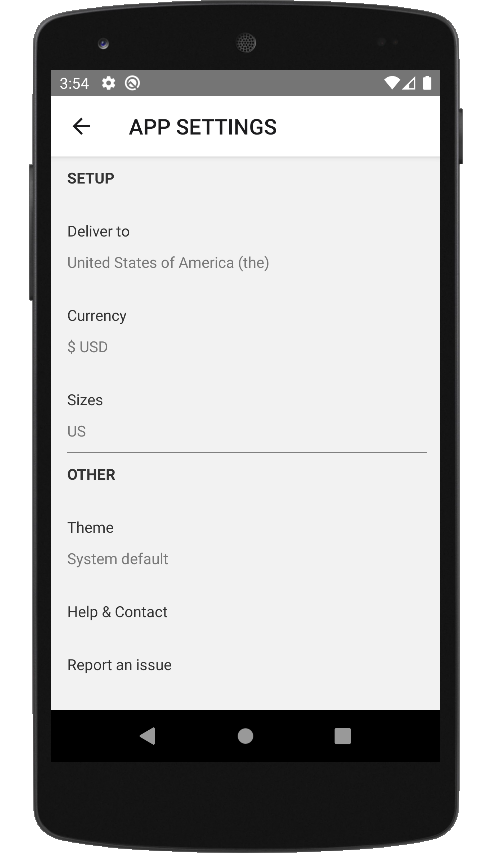 3:54
APP SETTINGS
SETUP
Deliver to
United States of America (the)
Currency
$ USD
Sizes
US
OTHER
Theme
System default
Help & Contact
Report an issue